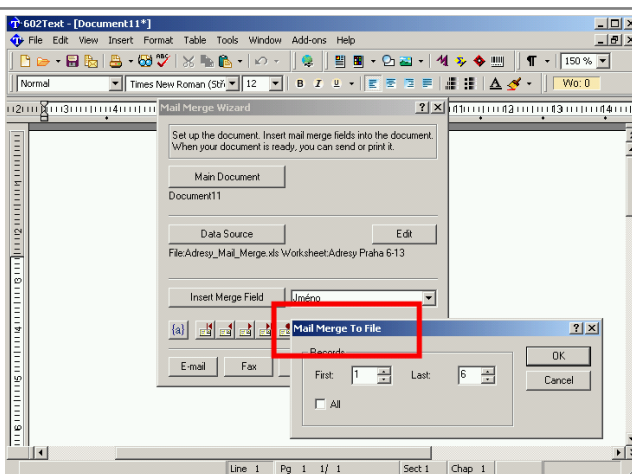 602Text - [Document11*]
File Edit View Insert Format Table Tools Window Add-ons Help
150 %
Normal Times New Roman (Stř 12 B I U Wo: 0
Mail Merge Wizard
Set up the document. Insert mail merge fields into the document.
When your document is ready, you can send or print it.
Main Document
Document11
Data Source Edit
File:Adresy_Mail_Merge.xls Worksheet:Adresy Praha 6-13
Insert Merge Field Jméno
{a}
E-mail Fax
Mail Merge To File
Records
First: 1 Last: 6
All
OK
Cancel
Line 1 Pg 1 1/ 1 Sect 1 Chap 1